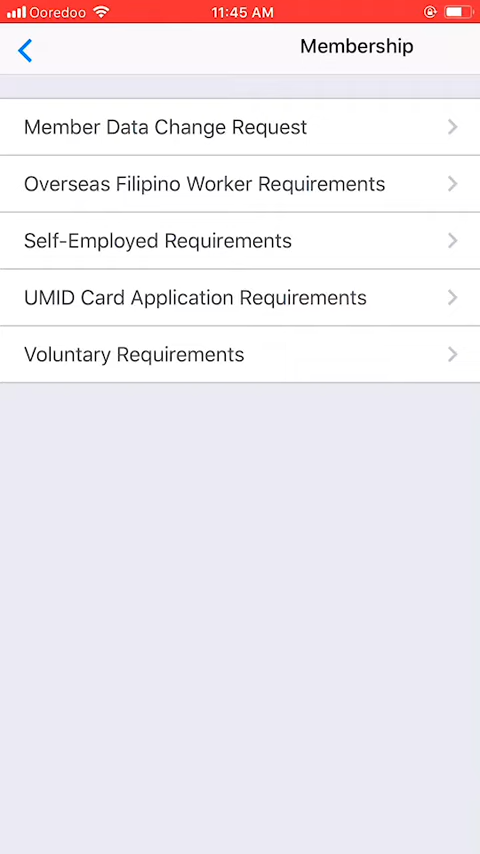 Ooredoo
11:45 AM
Membership
Member Data Change Request
Overseas Filipino Worker Requirements
Self-Employed Requirements
UMID Card Application Requirements
Voluntary Requirements